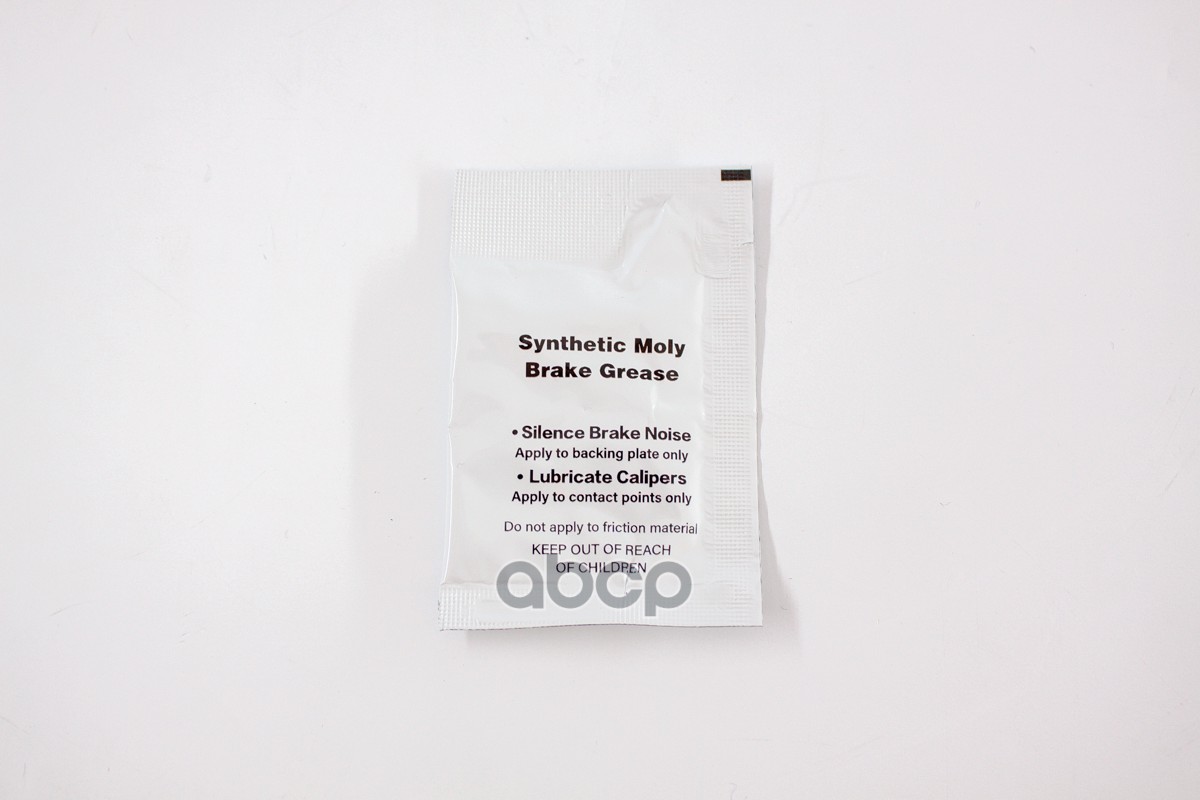 Synthetic Moly
Brake Grease
• Silence Brake Noise
Apply to backing plate only
• Lubricate Calipers
Apply to contact points only
Do not apply to friction material
KEEP OUT OF REACH
OF CHILDREN
abcp